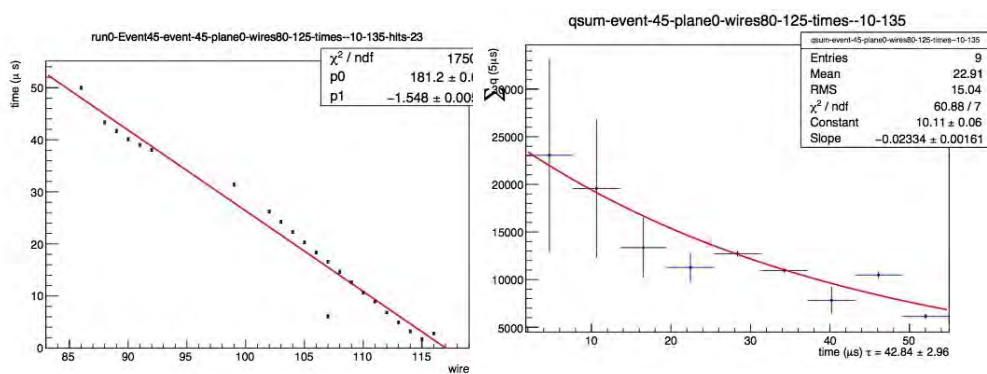 run0-Event45-event-45-plane0-wires80-125-times--10-135-hits-23
χ² / ndf 1750
p0 181.2 ± 0.
p1 −1.548 ± 0.005
time (μ s)
50
40
30
20
10
0
85 90 95 100 105 110 115
wire
qsum-event-45-plane0-wires80-125-times--10-135
qsum-event-45-plane0-wires80-125-times--10-135
Entries 9
Mean 22.91
RMS 15.04
χ² / ndf 60.88 / 7
Constant 10.11 ± 0.06
Slope −0.02334 ± 0.00161
∑q (5μs)
30000
25000
20000
15000
10000
5000
10 20 30 40 50
time (μs) τ = 42.84 ± 2.96